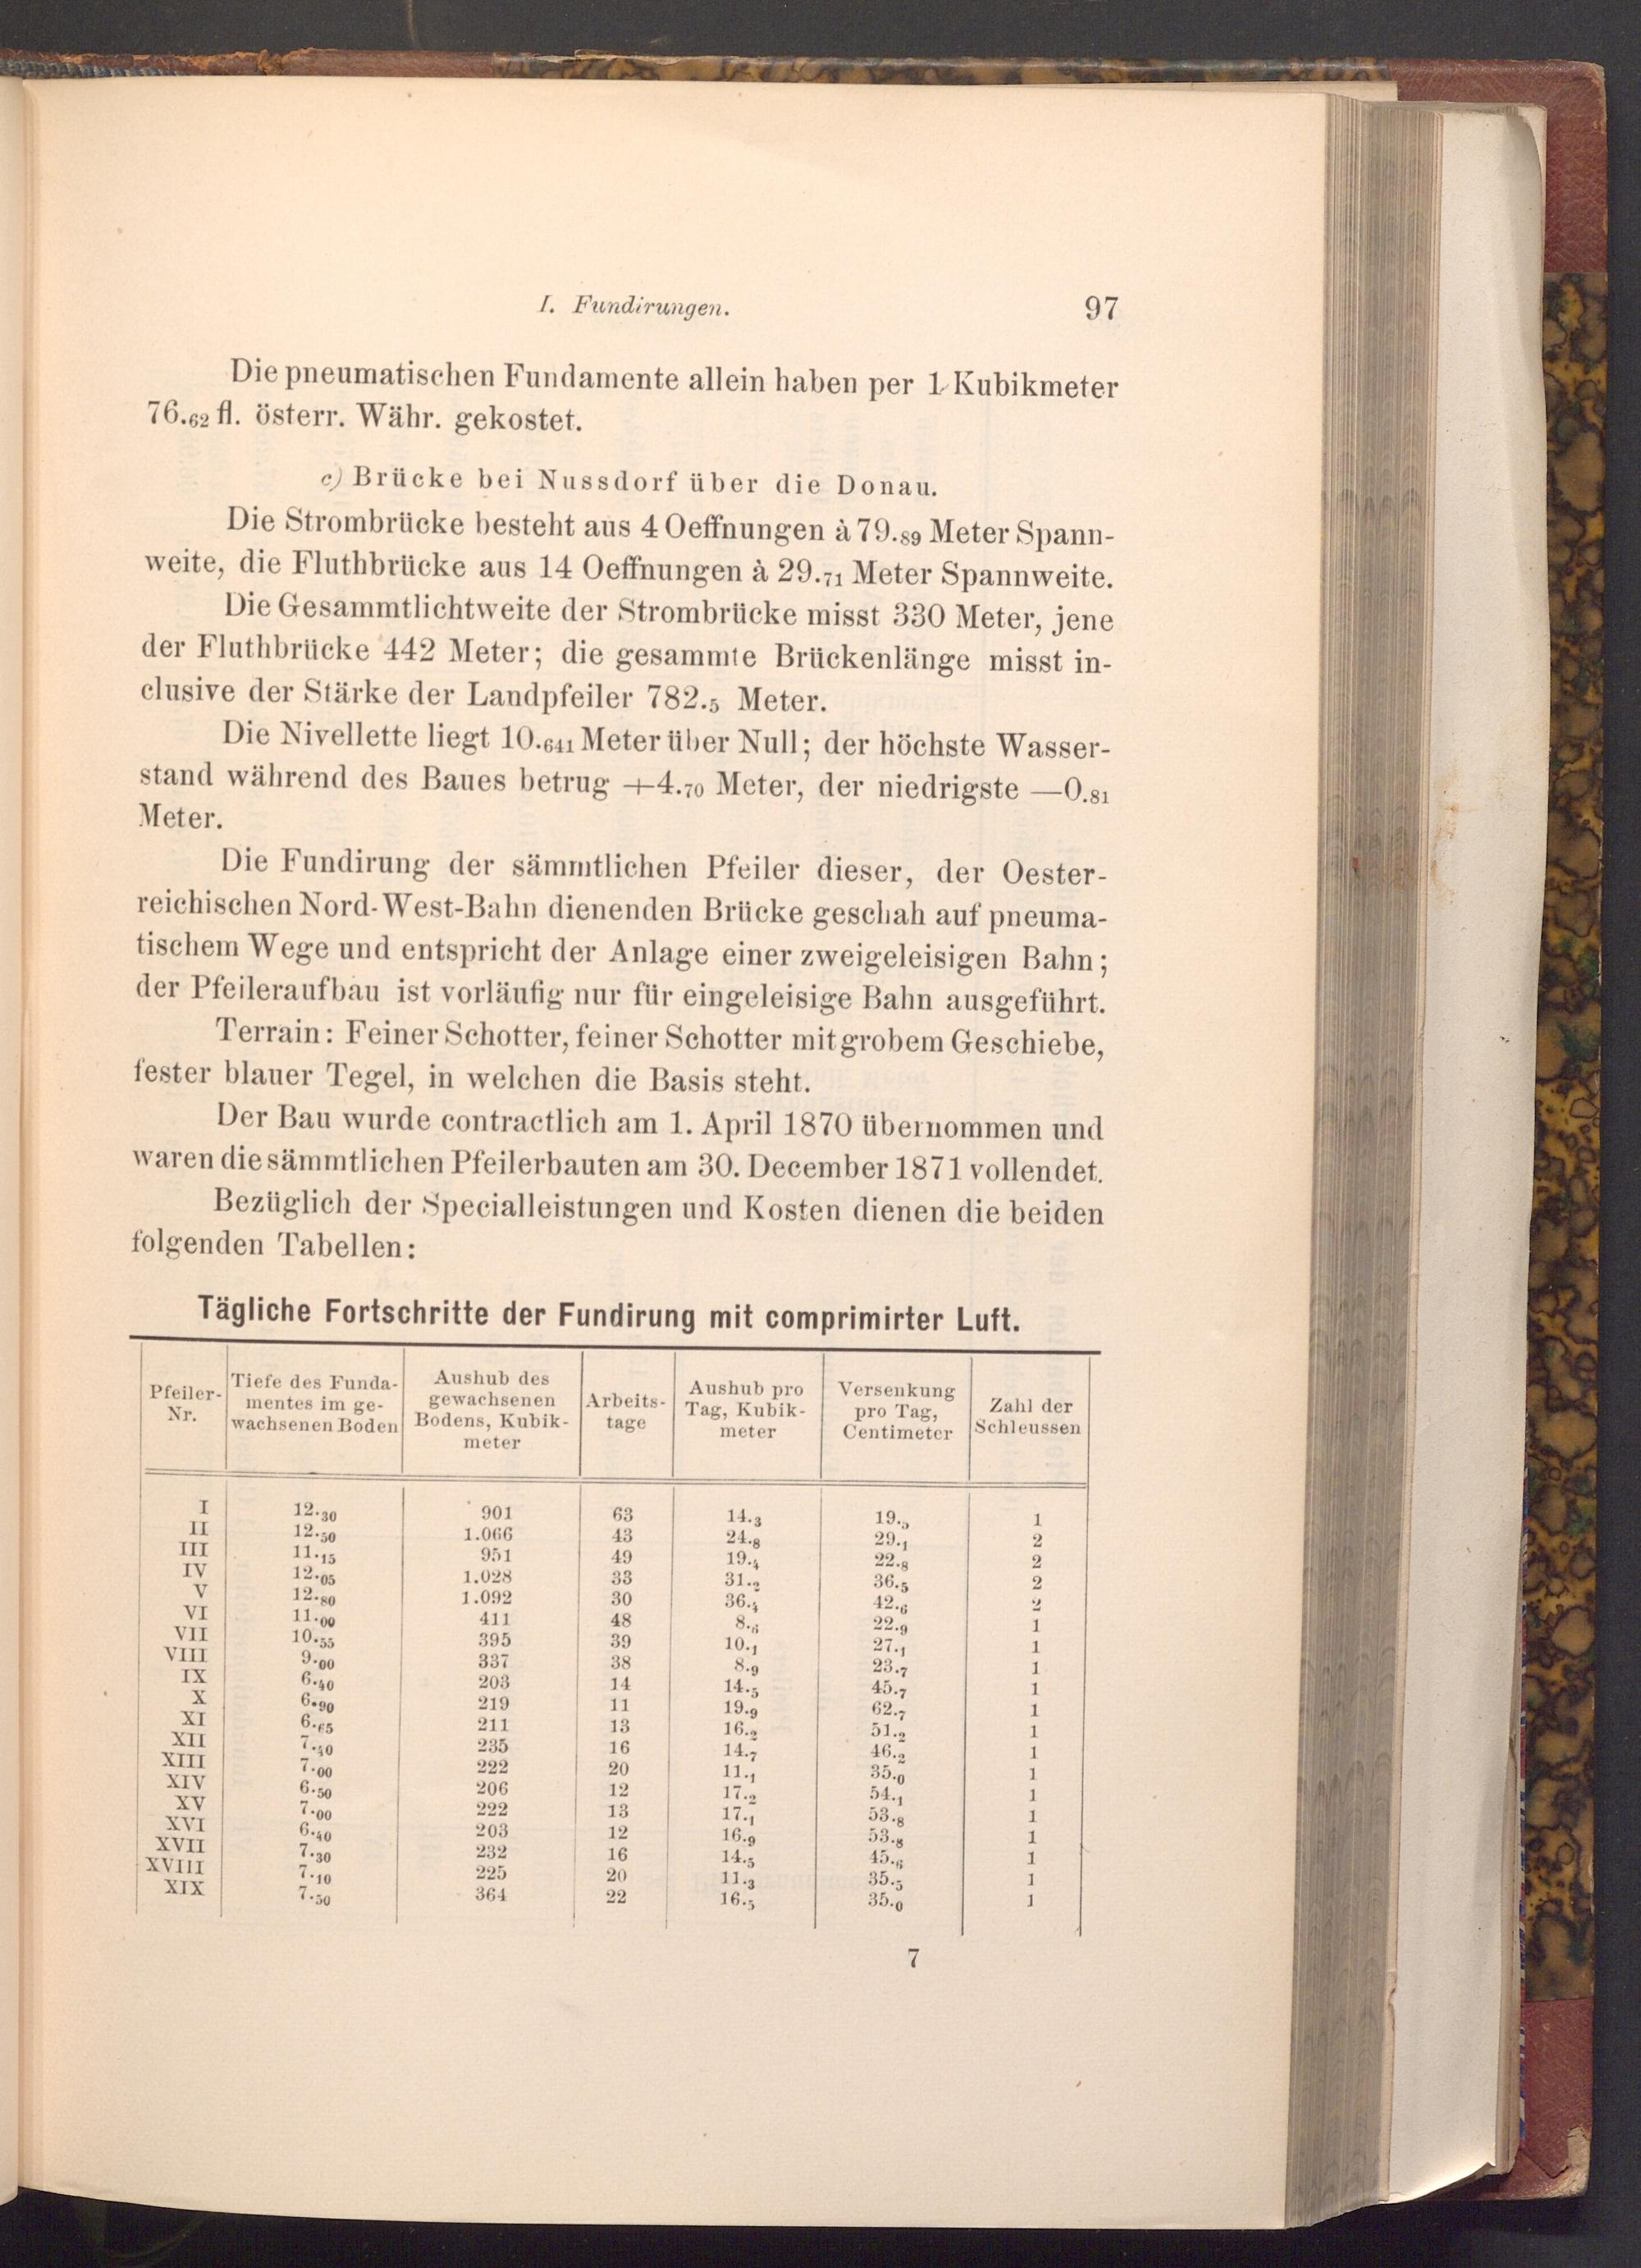 I. Fundirungen. 97
Die pneumatischen Fundamente allein haben per 1 Kubikmeter
76.62 fl. österr. Währ. gekostet.
c) Brücke bei Nussdorf über die Donau.
Die Strombrücke besteht aus 4 Oeffnungen à 79.89 Meter Spann-
weite, die Fluthbrücke aus 14 Oeffnungen à 29.71 Meter Spannweite.
Die Gesammtlichtweite der Strombrücke misst 330 Meter, jene
der Fluthbrücke 442 Meter; die gesammte Brückenlänge misst in-
clusive der Stärke der Landpfeiler 782.5 Meter.
Die Nivellette liegt 10.641 Meter über Null; der höchste Wasser-
stand während des Baues betrug +4.70 Meter, der niedrigste —0.81
Meter.
Die Fundirung der sämmtlichen Pfeiler dieser, der Oester-
reichischen Nord-West-Bahn dienenden Brücke geschah auf pneuma-
tischem Wege und entspricht der Anlage einer zweigeleisigen Bahn;
der Pfeileraufbau ist vorläufig nur für eingeleisige Bahn ausgeführt.
Terrain: Feiner Schotter, feiner Schotter mit grobem Geschiebe,
fester blauer Tegel, in welchen die Basis steht.
Der Bau wurde contractlich am 1. April 1870 übernommen und
waren die sämmtlichen Pfeilerbauten am 30. December 1871 vollendet.
Bezüglich der Specialleistungen und Kosten dienen die beiden
folgenden Tabellen:
Tägliche Fortschritte der Fundirung mit comprimirter Luft.
Pfeiler-
Nr.
Tiefe des Funda-
mentes im ge-
wachsenen Boden
Aushub des
gewachsenen
Bodens, Kubik-
meter
Arbeits-
tage
Aushub pro
Tag, Kubik-
meter
Versenkung
pro Tag,
Centimeter
Zahl der
Schleussen
I 12.30 901 63 14.3 19.5 1
II 12.50 1.066 43 24.8 29.1 2
III 11.15 951 49 19.4 22.8 2
IV 12.05 1.028 33 31.2 36.5 2
V 12.80 1.092 30 36.4 42.6 2
VI 11.00 411 48 8.6 22.9 1
VII 10.55 395 39 10.1 27.1 1
VIII 9.00 337 38 8.9 23.7 1
IX 6.40 203 14 14.5 45.7 1
X 6.90 219 11 19.9 62.7 1
XI 6.65 211 13 16.2 51.2 1
XII 7.40 235 16 14.7 46.2 1
XIII 7.00 222 20 11.1 35.0 1
XIV 6.50 206 12 17.2 54.1 1
XV 7.00 222 13 17.1 53.8 1
XVI 6.40 203 12 16.9 53.8 1
XVII 7.30 232 16 14.5 45.6 1
XVIII 7.10 225 20 11.3 35.5 1
XIX 7.50 364 22 16.5 35.0 1
7